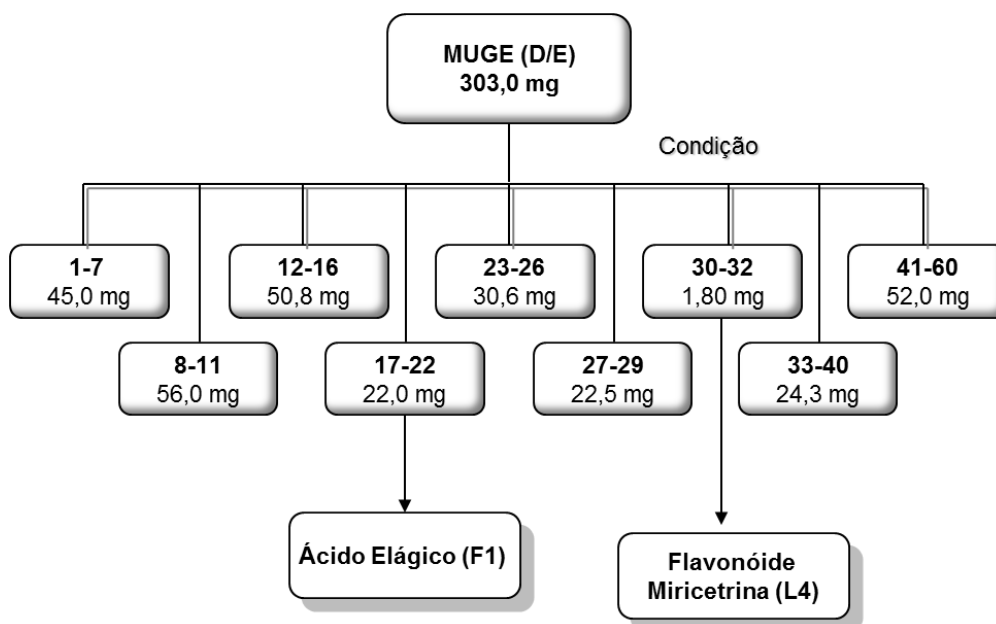 MUGE (D/E)
303,0 mg
Condição
1-7
45,0 mg
12-16
50,8 mg
23-26
30,6 mg
30-32
1,80 mg
41-60
52,0 mg
8-11
56,0 mg
17-22
22,0 mg
27-29
22,5 mg
33-40
24,3 mg
Ácido Elágico (F1)
Flavonóide
Miricetrina (L4)